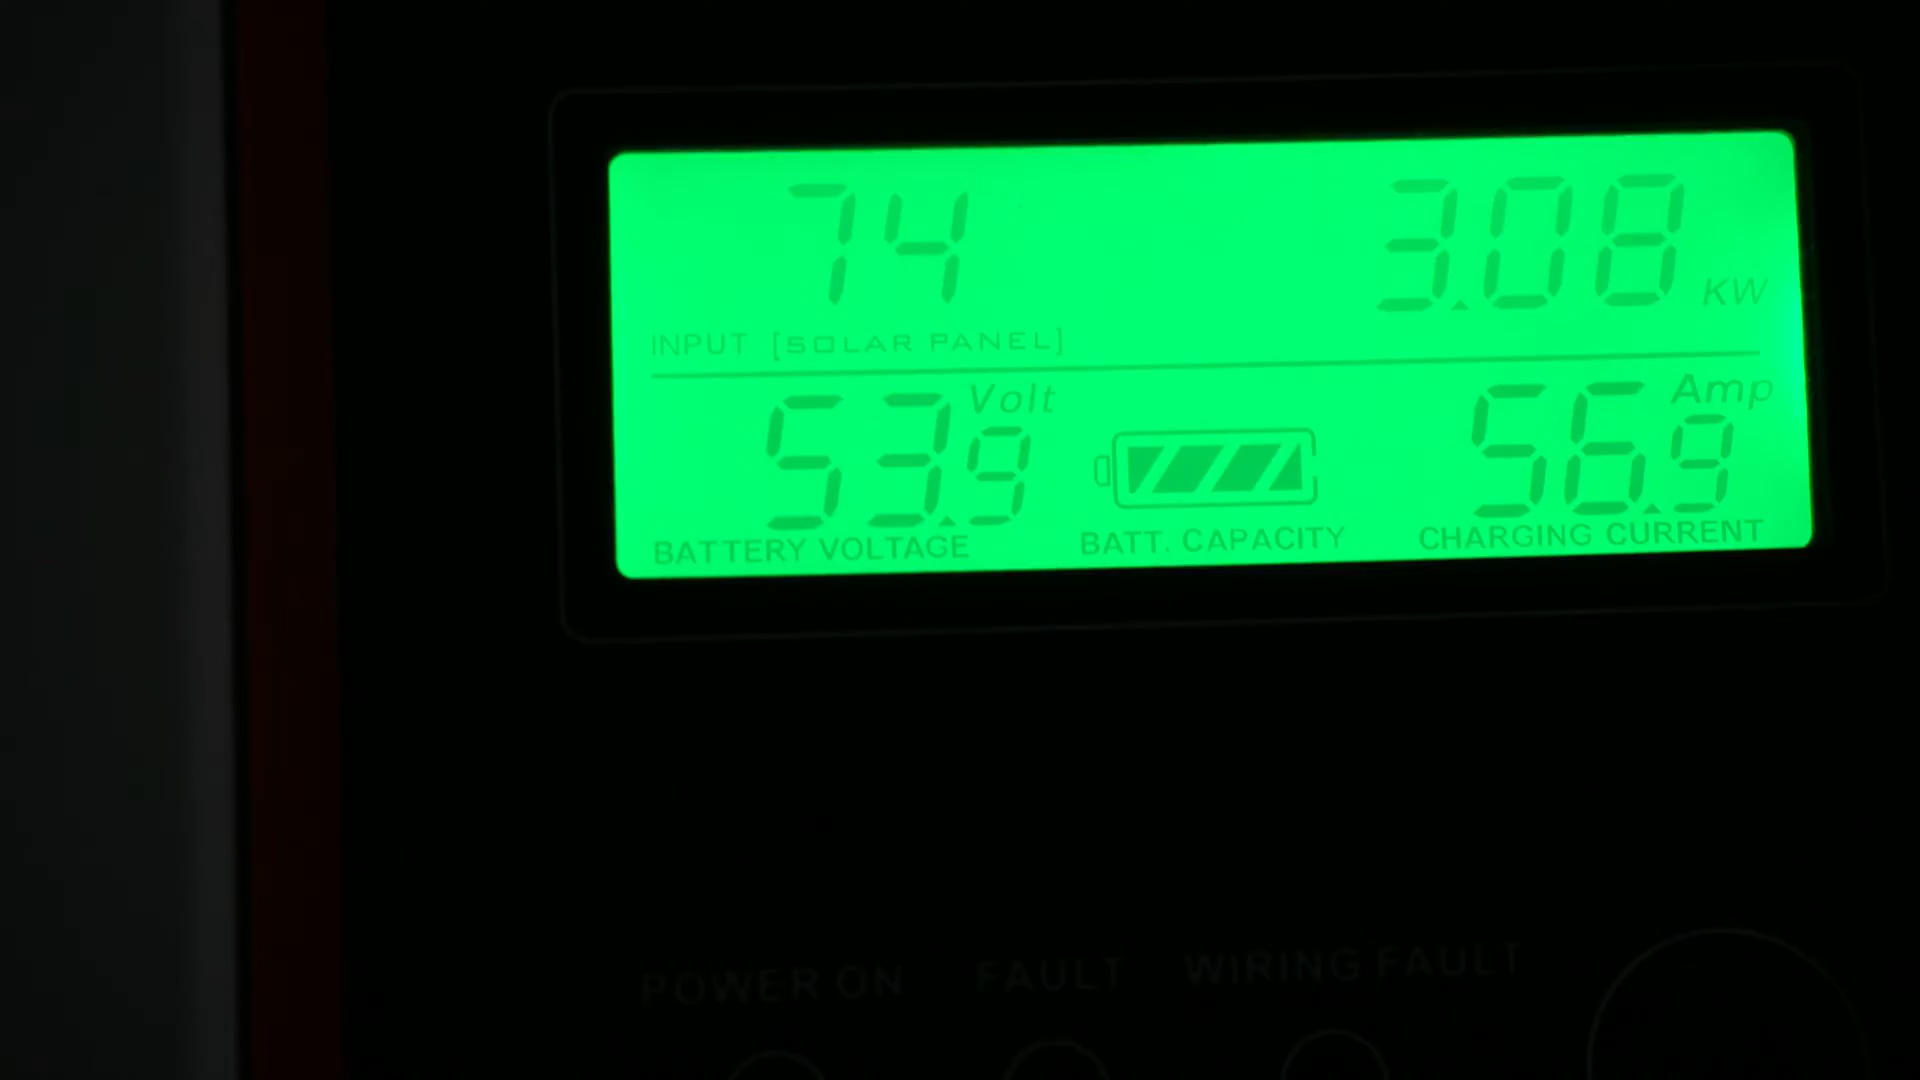 74 3.08 KW
INPUT [SOLAR PANEL]
53.9 Volt 56.9 Amp
BATTERY VOLTAGE BATT. CAPACITY CHARGING CURRENT
POWER ON FAULT WIRING FAULT